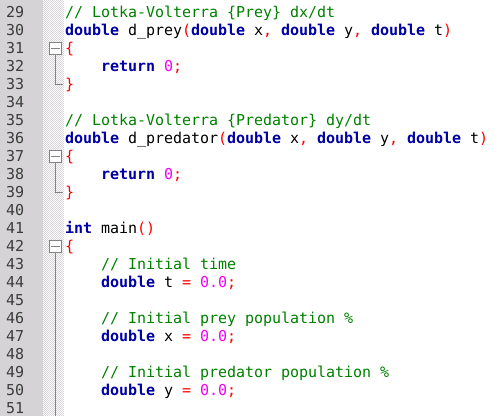 29 // Lotka-Volterra {Prey} dx/dt
30 double d_prey(double x, double y, double t)
31 {
32     return 0;
33 }
34
35 // Lotka-Volterra {Predator} dy/dt
36 double d_predator(double x, double y, double t)
37 {
38     return 0;
39 }
40
41 int main()
42 {
43     // Initial time
44     double t = 0.0;
45
46     // Initial prey population %
47     double x = 0.0;
48
49     // Initial predator population %
50     double y = 0.0;
51